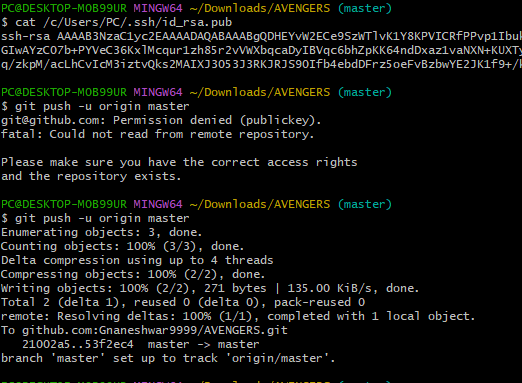 PC@DESKTOP-MOB99UR MINGW64 ~/Downloads/AVENGERS (master)
$ cat /c/Users/PC/.ssh/id_rsa.pub
ssh-rsa AAAAB3NzaC1yc2EAAAADAQABAAABgQDHEYvW2ECe9SzWTlvK1Y8KPVICRfPPvp1Ibuk
GIwAYzCO7b+PYVeC36KxlMcqur1zh85r2vVWXbqcaDyIBVqc6bhZpKK64ndDxaz1vaNXN+KUXTy
q/zkpM/acLhCvIcM3iztvQks2MAIXJ3O53J3RKJRJS9OIfb4ebdDFrz5oeFvBzbwYE2JK1f9+/k
PC@DESKTOP-MOB99UR MINGW64 ~/Downloads/AVENGERS (master)
$ git push -u origin master
git@github.com: Permission denied (publickey).
fatal: Could not read from remote repository.
Please make sure you have the correct access rights
and the repository exists.
PC@DESKTOP-MOB99UR MINGW64 ~/Downloads/AVENGERS (master)
$ git push -u origin master
Enumerating objects: 3, done.
Counting objects: 100% (3/3), done.
Delta compression using up to 4 threads
Compressing objects: 100% (2/2), done.
Writing objects: 100% (2/2), 271 bytes | 135.00 KiB/s, done.
Total 2 (delta 1), reused 0 (delta 0), pack-reused 0
remote: Resolving deltas: 100% (1/1), completed with 1 local object.
To github.com:Gnaneshwar9999/AVENGERS.git
21002a5..53f2ec4 master -> master
branch 'master' set up to track 'origin/master'.